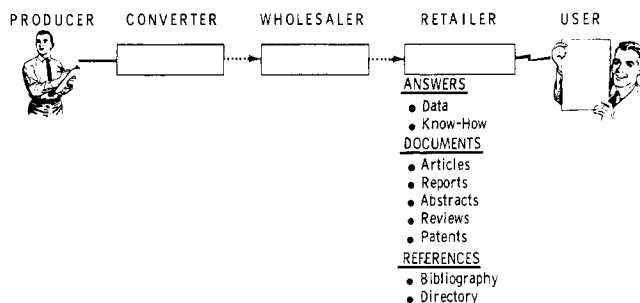 PRODUCER CONVERTER WHOLESALER RETAILER USER
ANSWERS
• Data
• Know-How
DOCUMENTS
• Articles
• Reports
• Abstracts
• Reviews
• Patents
REFERENCES
• Bibliography
• Directory